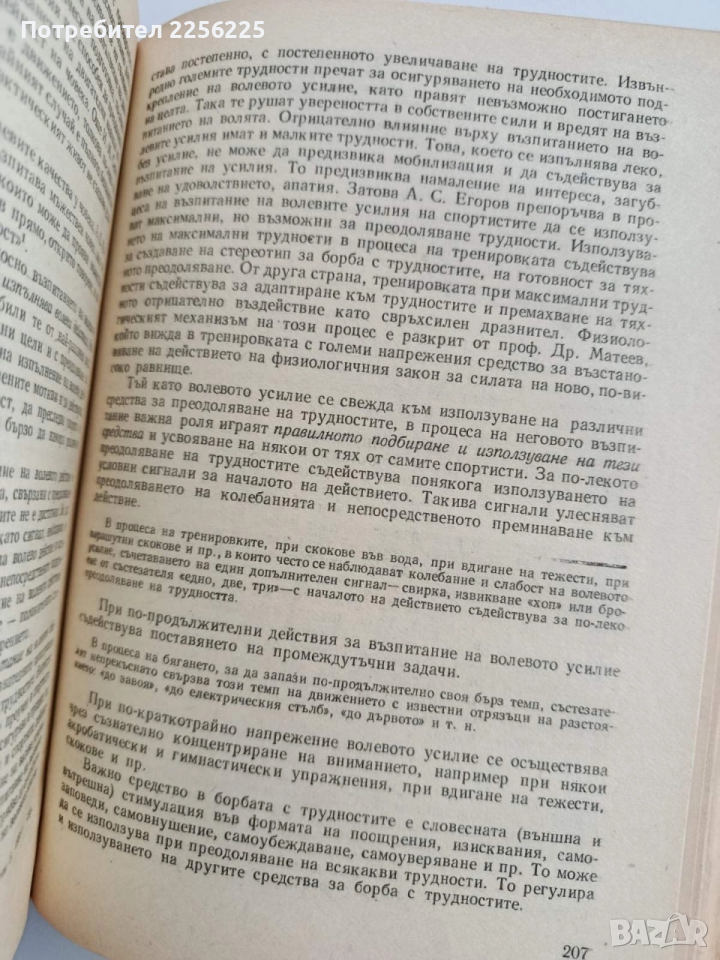 Потребител 2256225
става постепенно, с постепенното увеличаване на трудностите. Извън-
редно големите трудности пречат за осигуряването на необходимото под-
крепление на волевото усилие, като правят невъзможно постигането
на целта. Така те рушат увереността в собствените сили и вредят на въз-
питанието на волята. Отрицателно влияние върху възпитанието на во-
левите усилия имат и малките трудности. Това, което се изпълнява леко,
без усилие, не може да предизвика мобилизация и да съдействува за
възпитание на усилия. То предизвиква намаление на интереса, загуб-
ване на удоволствието, апатия. Затова А. С. Егоров препоръчва в про-
цеса на възпитание на волевите усилия на спортистите да се използу-
ват максимални, но възможни за преодоляване трудности. Използува-
нето на максимални трудности в процеса на тренировката съдействува
за създаване на стереотип за борба с трудностите, на готовност за тях-
ното преодоляване. От друга страна, тренировката при максимални труд-
ности съдействува за адаптиране към трудностите и премахване на тях-
ното отрицателно въздействие като свръхсилен дразнител. Физиоло-
гическият механизъм на този процес е разкрит от проф. Др. Матеев,
който вижда в тренировката с големи напрежения средство за възстано-
вяване на действието на физиологичния закон за силата на ново, по-ви-
соко равнище.
Тъй като волевото усилие се свежда към използуване на различни
средства за преодоляване на трудностите, в процеса на неговото възпи-
тание важна роля играят правилното подбиране и използуване на тези
средства и усвояване на някои от тях от самите спортисти. За по-лекото
преодоляване на трудностите съдействува понякога използуването на
условни сигнали за началото на действието. Такива сигнали улесняват
преодоляването на колебанията и непосредственото преминаване към
действие.
В процеса на тренировките, при скокове във вода, при вдигане на тежести, при
парашутни скокове и пр., в които често се наблюдават колебание и слабост на волевото
усилие, съчетаването на един допълнителен сигнал—свирка, извикване «хоп» или бро-
ене от състезателя «едно, две, три»—с началото на действието съдействува за по-леко
преодоляване на трудността.
При по-продължителни действия за възпитание на волевото усилие
съдействува поставянето на промеждутъчни задачи.
В процеса на бягането, за да запази по-продължително своя бърз темп, състезате-
лят непрекъснато свързва този темп на движението с известни отрязъци на разстоя-
нието: «до завоя», «до електрическия стълб», «до дървото» и т. н.
При по-краткотрайно напрежение волевото усилие се осъществява
чрез съзнателно концентриране на вниманието, например при някои
акробатически и гимнастически упражнения, при вдигане на тежести,
скокове и пр.
Важно средство в борбата с трудностите е словесната (външна и
вътрешна) стимулация във формата на поощрения, изисквания, само-
заповеди, самовнушение, самоубеждаване, самоуверяване и пр. То може
да се използува при преодоляване на всякакви трудности. То регулира
и използуването на другите средства за борба с трудностите.
207
BAZAR